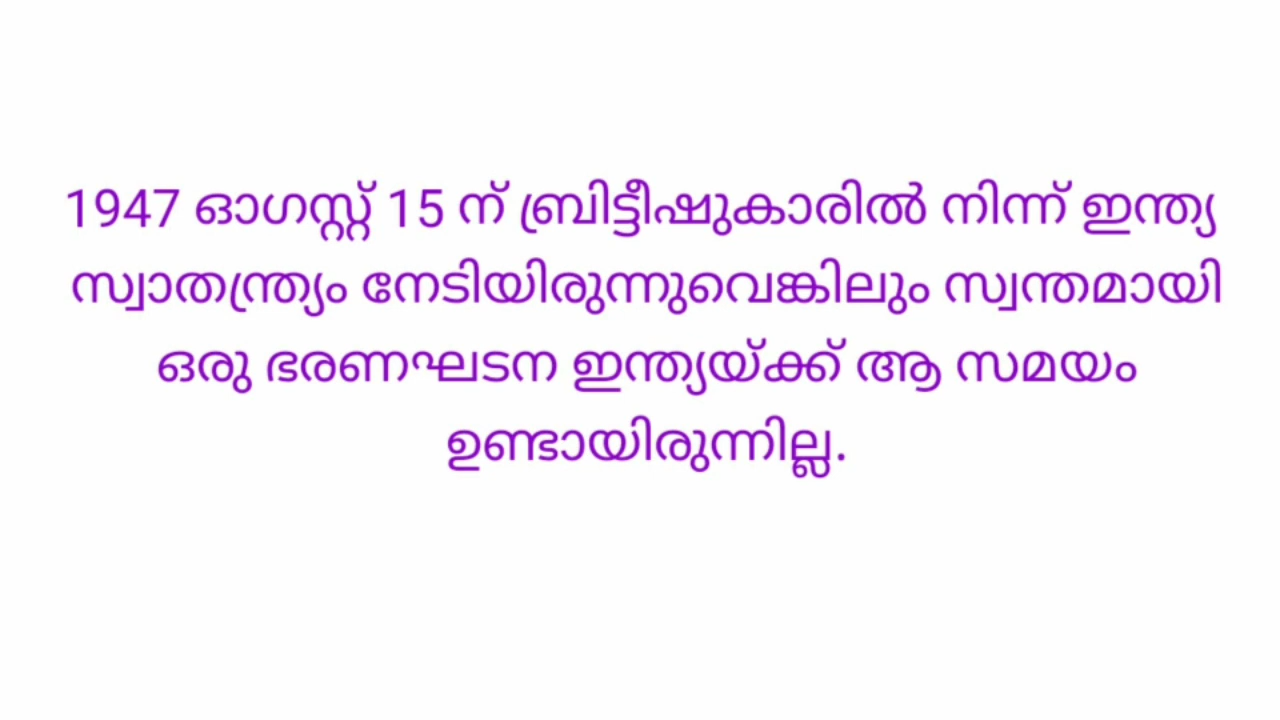 1947 ഓഗസ്റ്റ് 15 ന് ബ്രിട്ടീഷുകാരിൽ നിന്ന് ഇന്ത്യ
സ്വാതന്ത്ര്യം നേടിയിരുന്നുവെങ്കിലും സ്വന്തമായി
ഒരു ഭരണഘടന ഇന്ത്യയ്ക്ക് ആ സമയം
ഉണ്ടായിരുന്നില്ല.